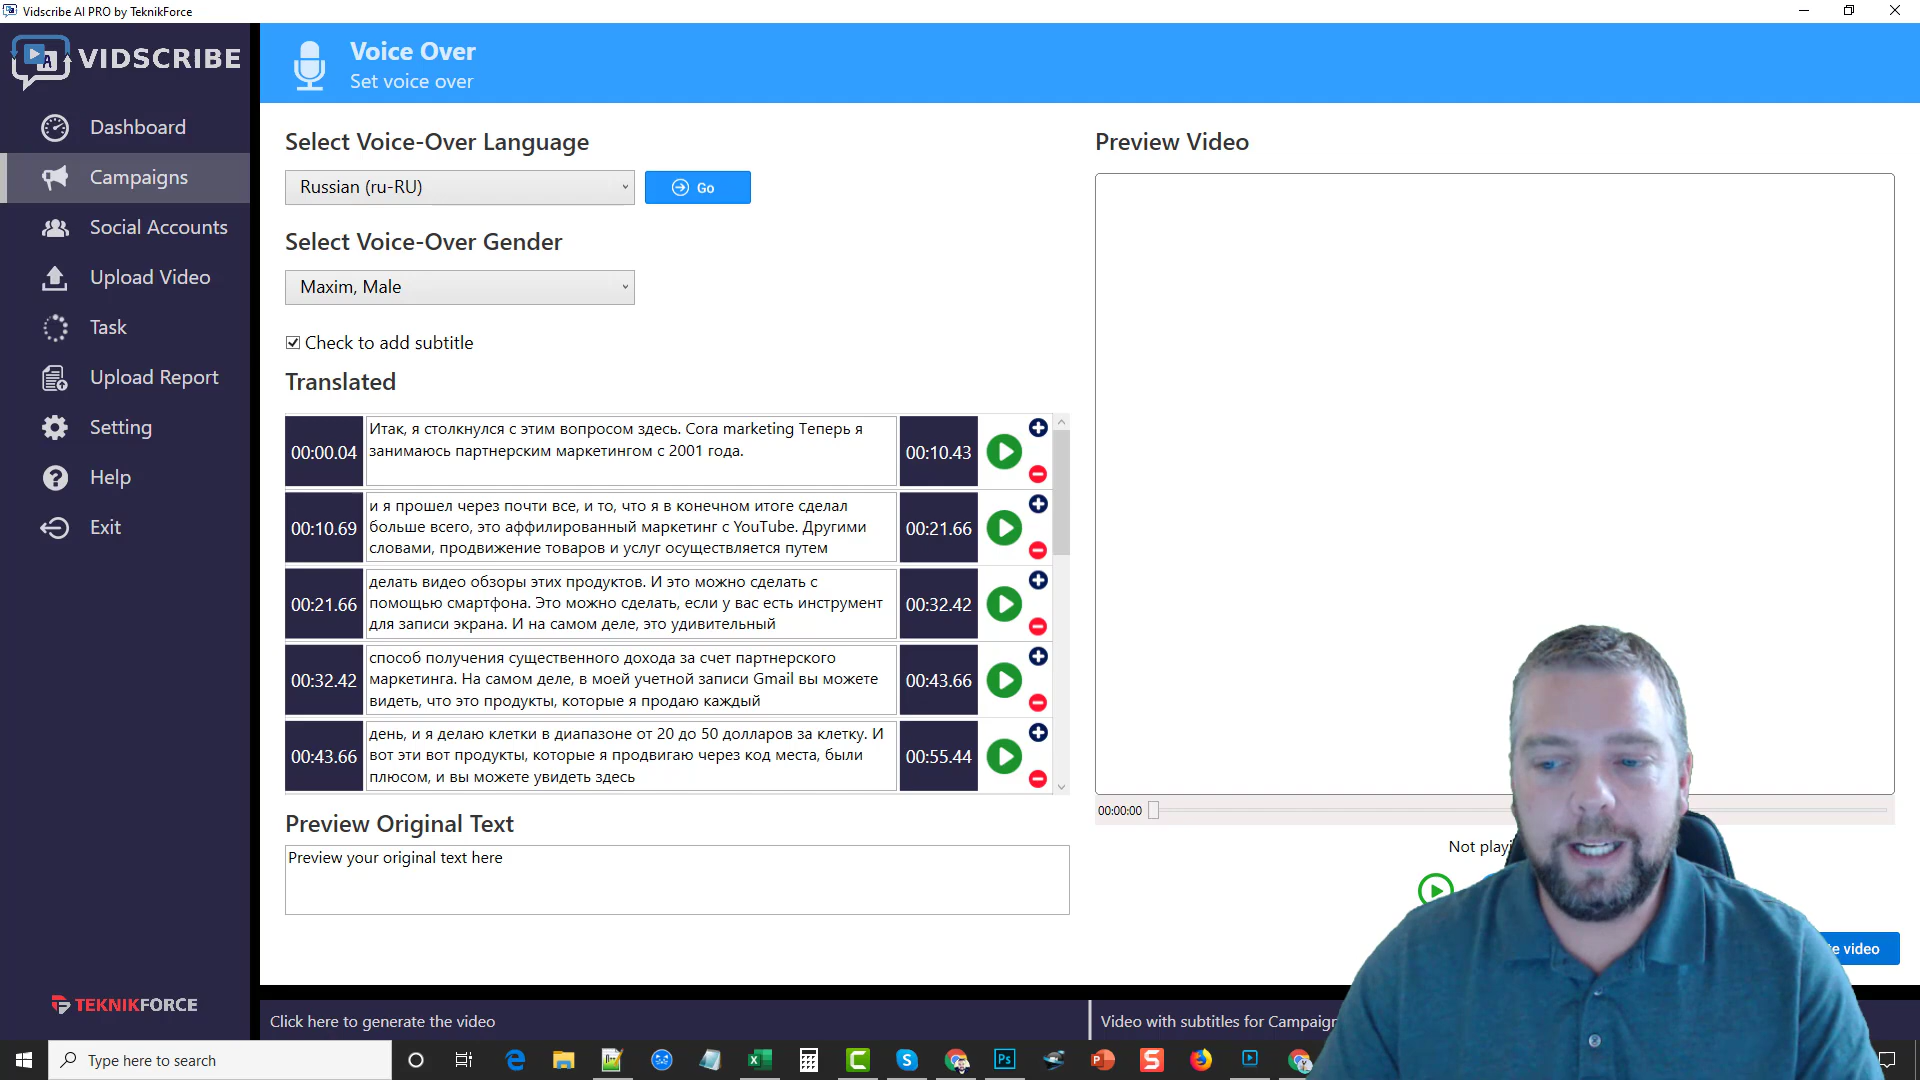 Vidscribe AI PRO by TeknikForce
VIDSCRIBE
Dashboard
Campaigns
Social Accounts
Upload Video
Task
Upload Report
Setting
Help
Exit
TEKNIKFORCE
Voice Over
Set voice over
Select Voice-Over Language
Russian (ru-RU)
Go
Select Voice-Over Gender
Maxim, Male
Check to add subtitle
Translated
00:00.04
Итак, я столкнулся с этим вопросом здесь. Cora marketing Теперь я
занимаюсь партнерским маркетингом с 2001 года.
00:10.43
00:10.69
и я прошел через почти все, и то, что я в конечном итоге сделал
больше всего, это аффилированный маркетинг с YouTube. Другими
словами, продвижение товаров и услуг осуществляется путем
00:21.66
00:21.66
делать видео обзоры этих продуктов. И это можно сделать с
помощью смартфона. Это можно сделать, если у вас есть инструмент
для записи экрана. И на самом деле, это удивительный
00:32.42
00:32.42
способ получения существенного дохода за счет партнерского
маркетинга. На самом деле, в моей учетной записи Gmail вы можете
видеть, что это продукты, которые я продаю каждый
00:43.66
00:43.66
день, и я делаю клетки в диапазоне от 20 до 50 долларов за клетку. И
вот эти вот продукты, которые я продвигаю через код места, были
плюсом, и вы можете увидеть здесь
00:55.44
Preview Original Text
Preview your original text here
Preview Video
00:00:00
Not
video
Click here to generate the video
Video with subtitles for
Type here to search